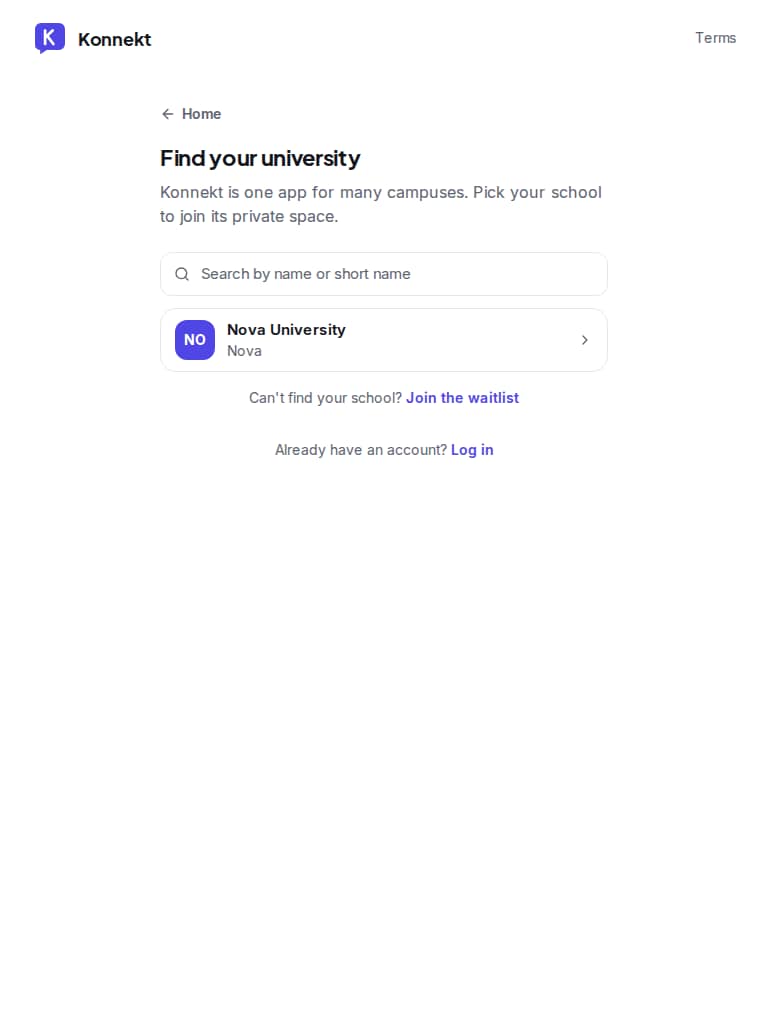 K Konnekt
Terms
Home
Find your university
Konnekt is one app for many campuses. Pick your school
to join its private space.
Search by name or short name
NO
Nova University
Nova
Can't find your school? Join the waitlist
Already have an account? Log in